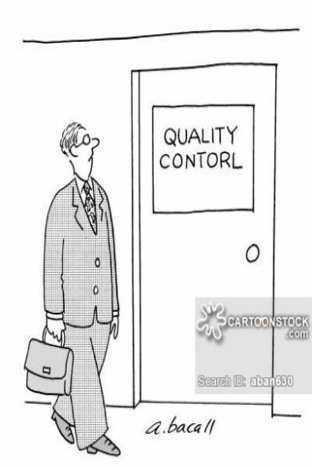 QUALITY
CONTORL
CARTOONSTOCK
.com
Search ID: aban630
a.bacall